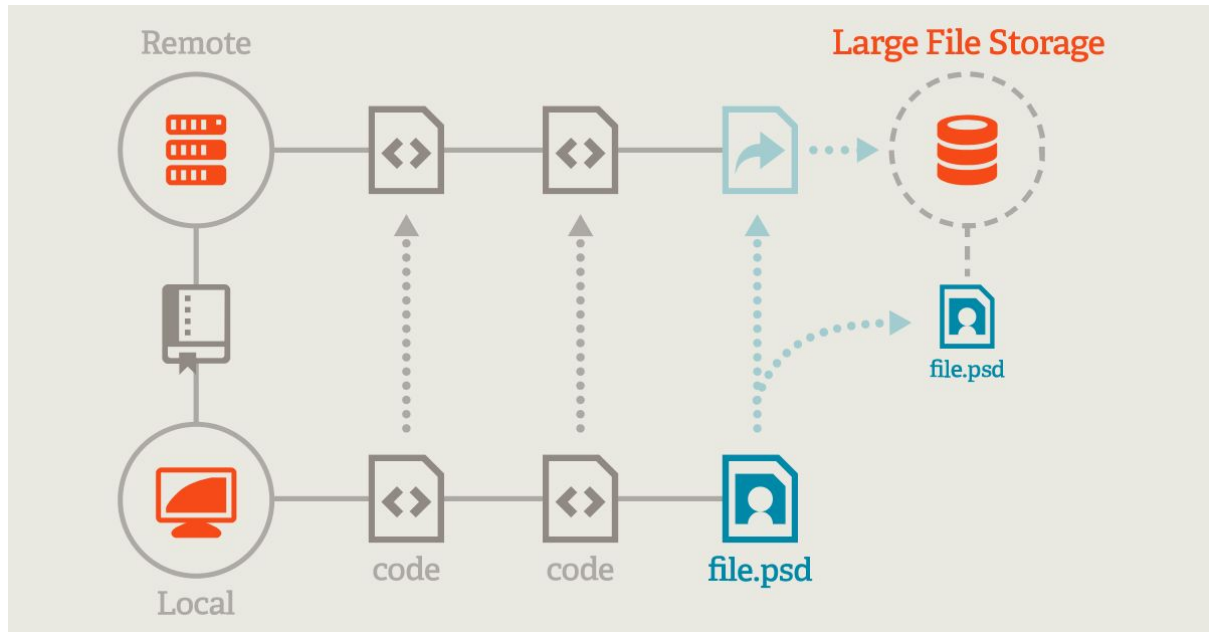 Remote
Large File Storage
file.psd
code
code
file.psd
Local